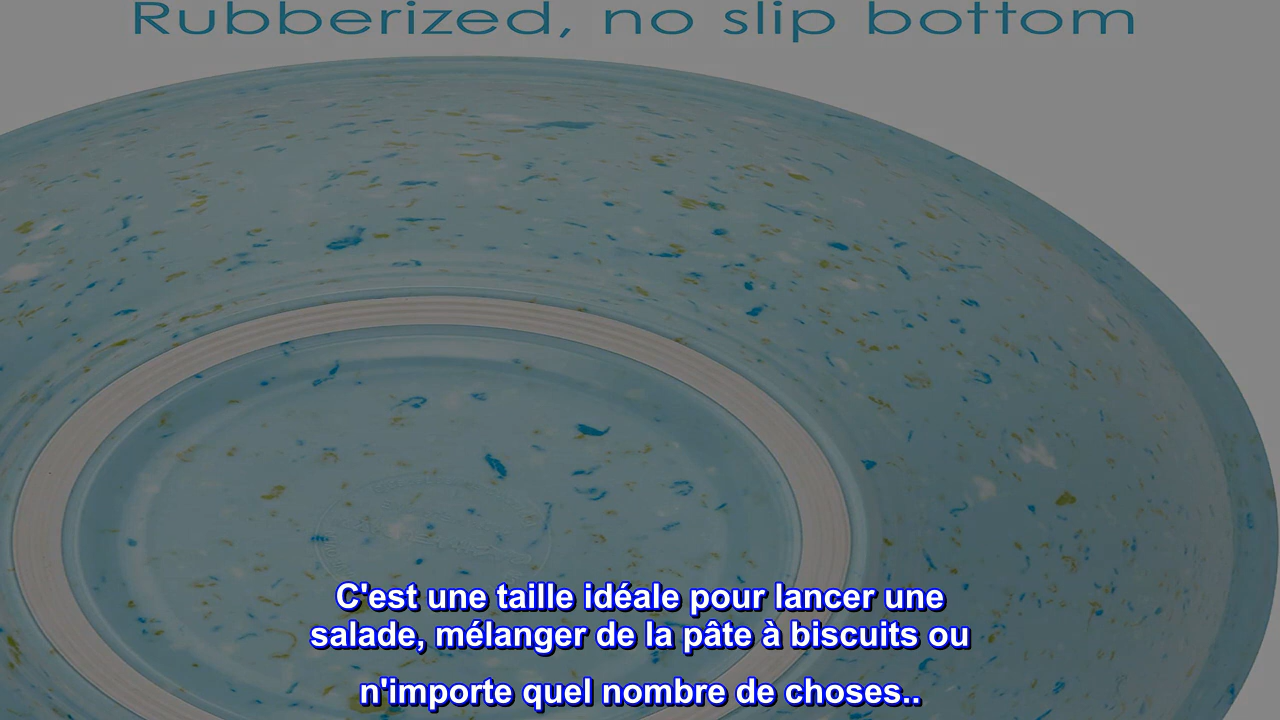 Rubberized, no slip bottom
C'est une taille idéale pour lancer une
salade, mélanger de la pâte à biscuits ou
n'importe quel nombre de choses..